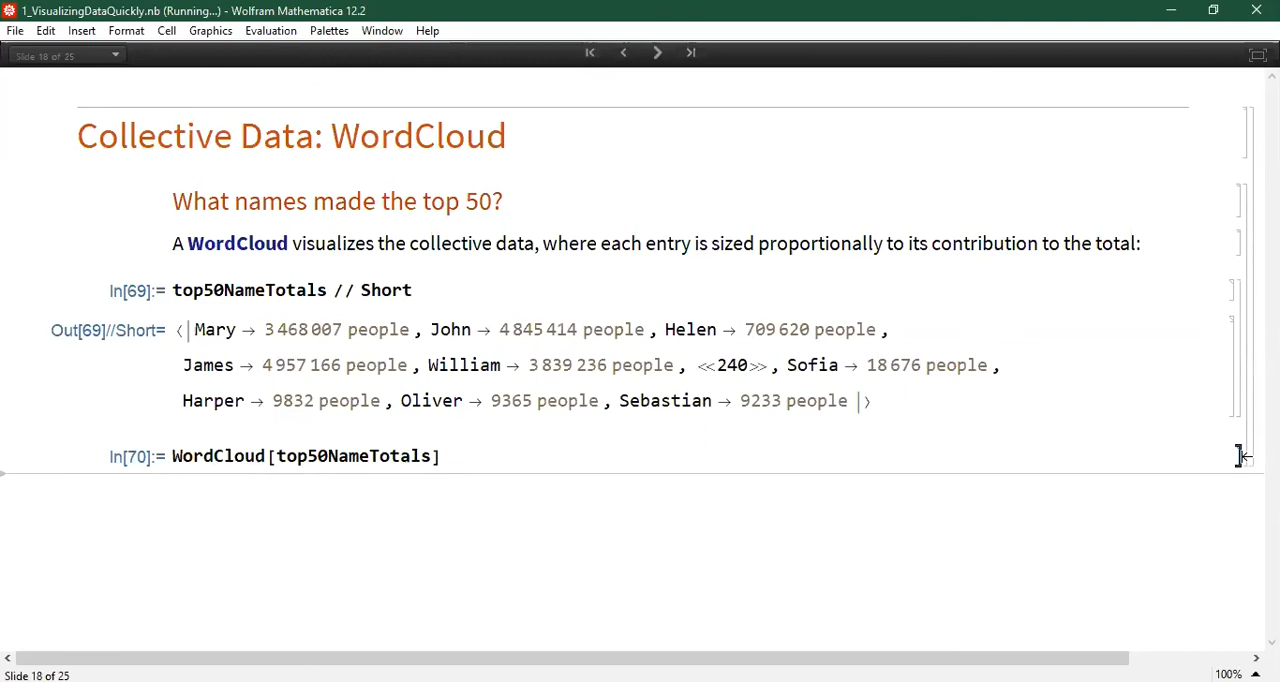 1_VisualizingDataQuickly.nb (Running...) - Wolfram Mathematica 12.2
File Edit Insert Format Cell Graphics Evaluation Palettes Window Help
Slide 18 of 25
Collective Data: WordCloud
What names made the top 50?
A WordCloud visualizes the collective data, where each entry is sized proportionally to its contribution to the total:
In[69]:= top50NameTotals // Short
Out[69]//Short= <|Mary → 3 468 007 people , John → 4 845 414 people , Helen → 709 620 people ,
James → 4 957 166 people , William → 3 839 236 people , <<240>> , Sofia → 18 676 people ,
Harper → 9832 people , Oliver → 9365 people , Sebastian → 9233 people |>
In[70]:= WordCloud[top50NameTotals]
Slide 18 of 25
100%